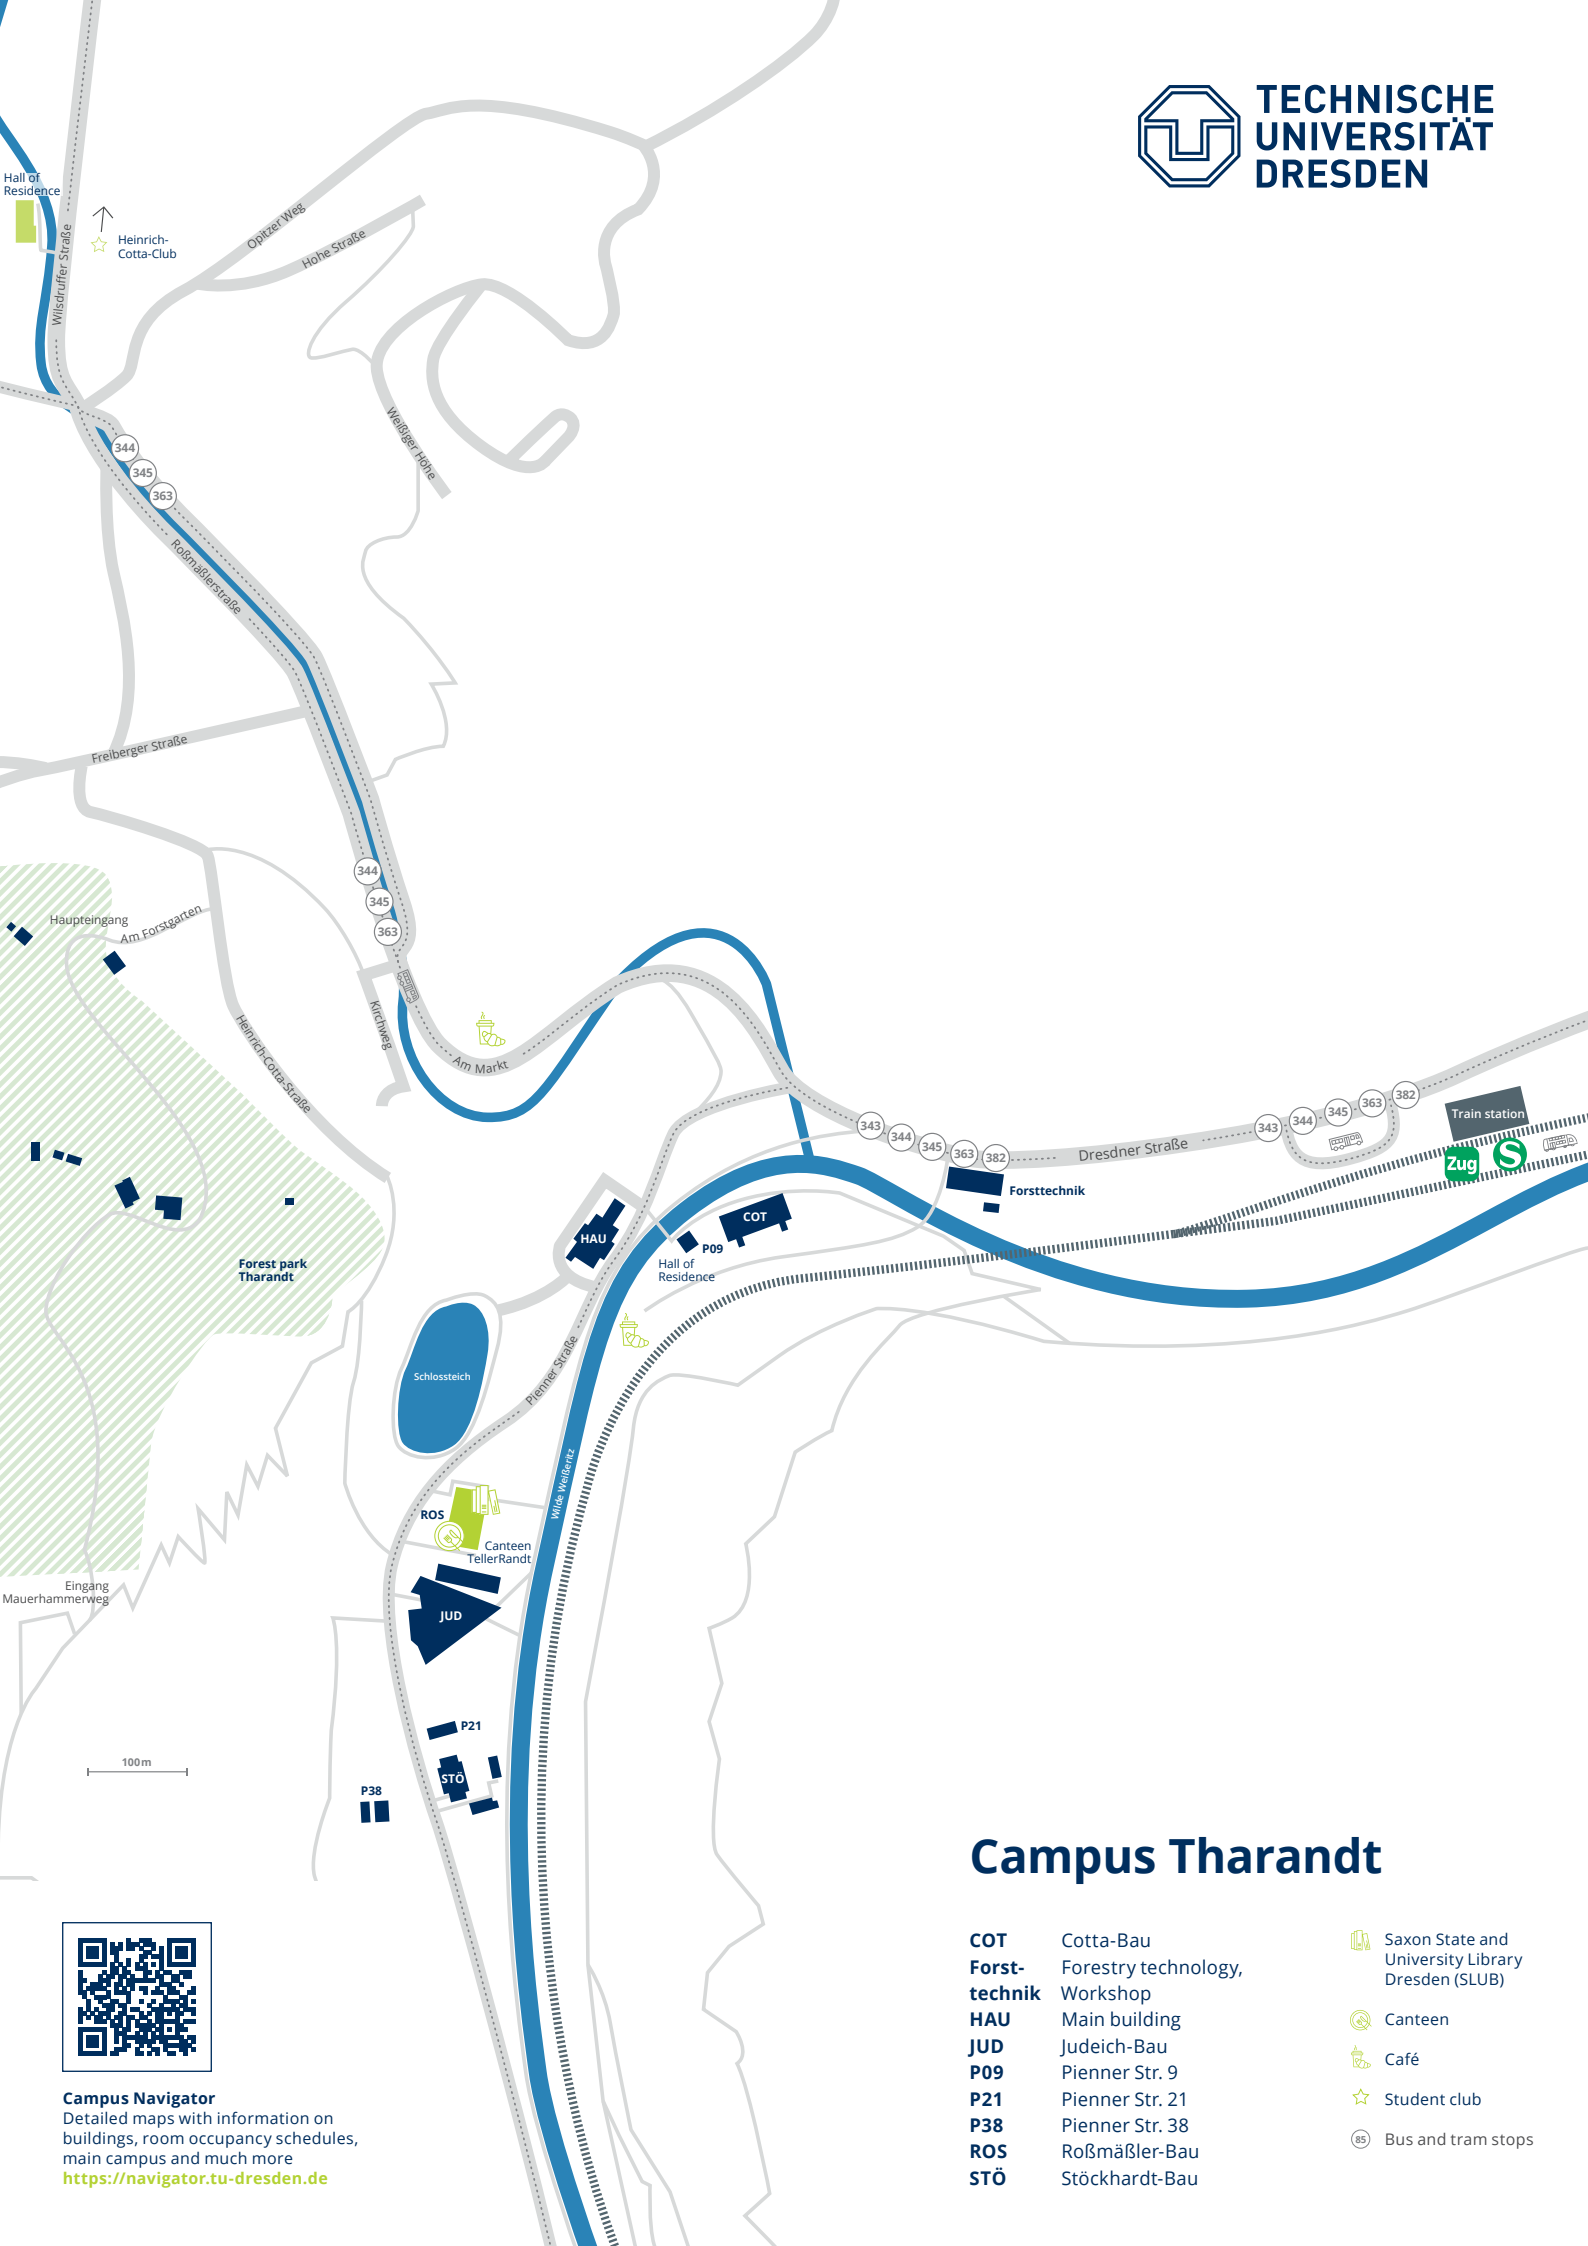 TECHNISCHE
UNIVERSITÄT
DRESDEN
Hall of
Residence
Heinrich-
Cotta-Club
Wilsdruffer Straße
Opitzer Weg
Hohe Straße
Weißiger Höhe
344
345
363
Roßmäßlerstraße
Freiberger Straße
344
345
363
Haupteingang
Am Forstgarten
Kirchweg
Heinrich-Cotta-Straße
Am Markt
343
344
345
363
382
Dresdner Straße
343
344
345
363
382
Train station
Zug
S
Forsttechnik
COT
HAU
P09
Hall of
Residence
Forest park
Tharandt
Schlossteich
Pienner Straße
Wilde Weißeritz
ROS
Canteen
TellerRandt
Eingang
Mauerhammerweg
JUD
P21
STÖ
P38
100m
Campus Tharandt
COT Cotta-Bau
Forst- Forestry technology,
technik Workshop
HAU Main building
JUD Judeich-Bau
P09 Pienner Str. 9
P21 Pienner Str. 21
P38 Pienner Str. 38
ROS Roßmäßler-Bau
STÖ Stöckhardt-Bau
Saxon State and
University Library
Dresden (SLUB)
Canteen
Café
Student club
85 Bus and tram stops
Campus Navigator
Detailed maps with information on
buildings, room occupancy schedules,
main campus and much more
https://navigator.tu-dresden.de